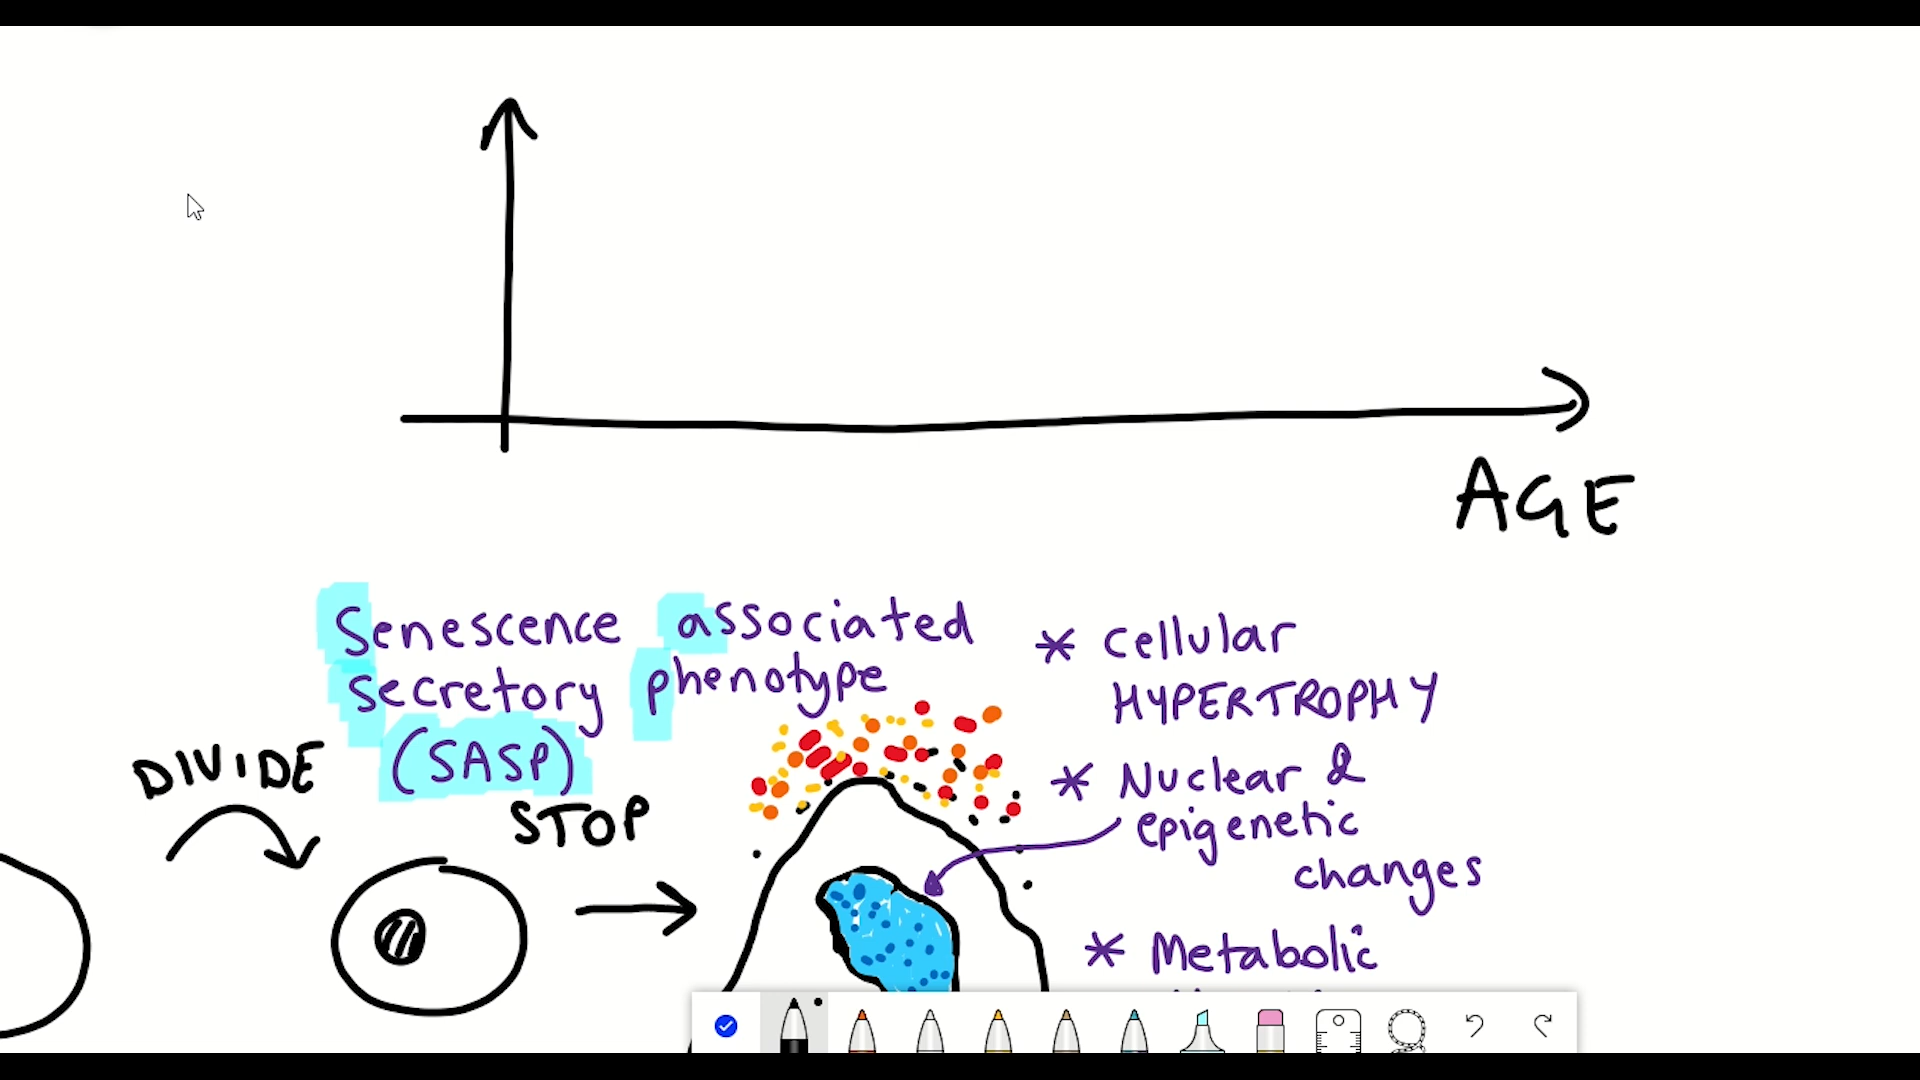 AGE
Senescence associated
secretory phenotype
(SASP)
DIVIDE
STOP
* cellular
HYPERTROPHY
* Nuclear &
epigenetic
changes
* Metabolic